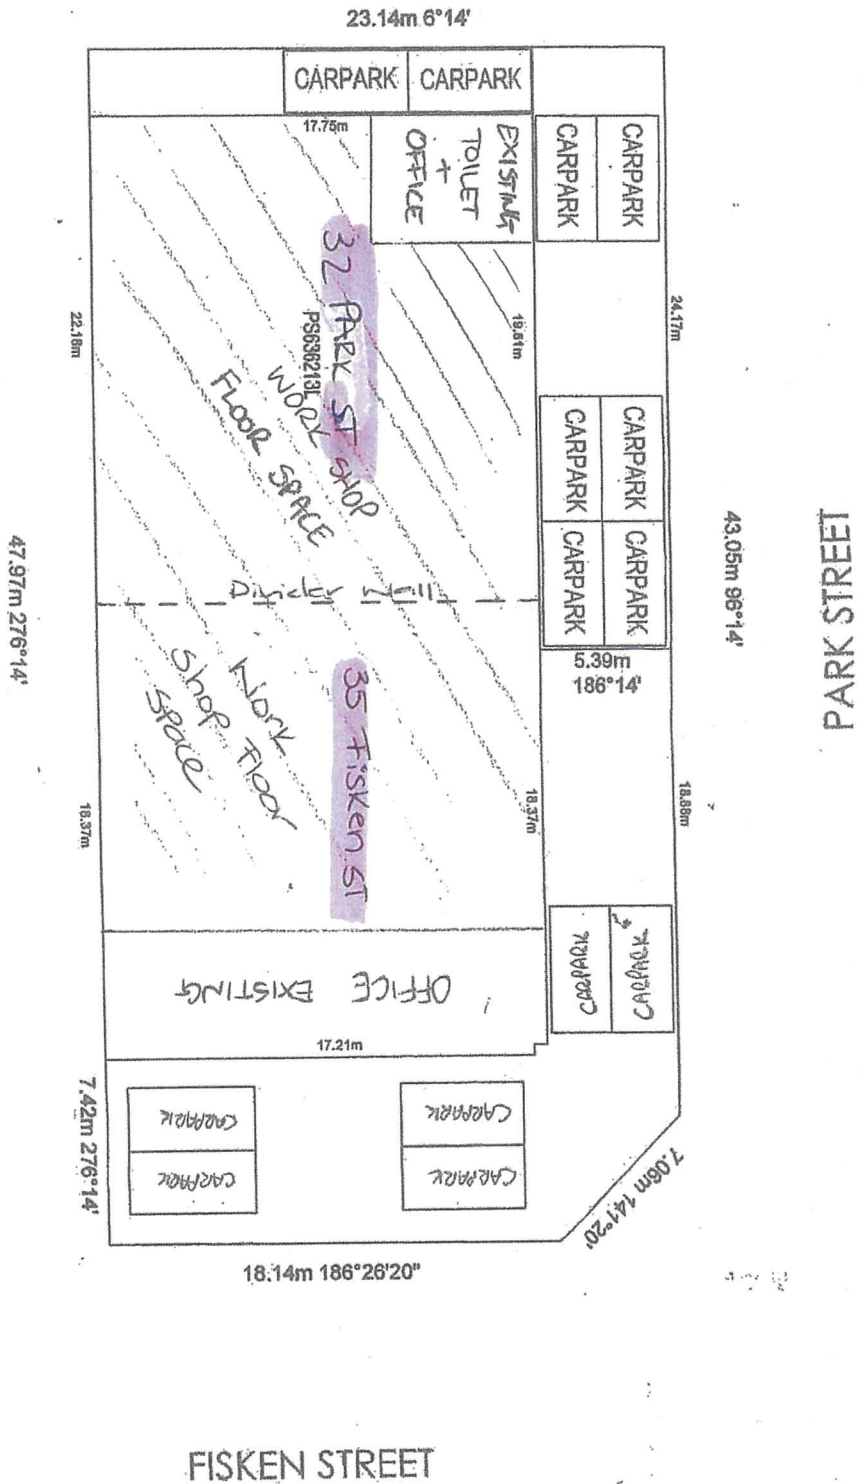 23.14m 6°14'
CARPARK
CARPARK
17.75m
EXISTING
TOILET
+
OFFICE
CARPARK
CARPARK
22.16m
32 PARK ST
PS636213L
WORK SHOP
FLOOR SPACE
19.61m
24.17m
CARPARK
CARPARK
CARPARK
CARPARK
47.97m 276°14'
43.05m 96°14'
PARK STREET
Divider Wall
5.39m
186°14'
Work
Shop Floor
Space
35 Fisken ST
18.37m
18.37m
18.88m
OFFICE EXISTING
CARPARK
CARPARK
17.21m
7.42m 276°14'
CARPARK
CARPARK
CARPARK
CARPARK
7.06m 141°20'
18.14m 186°26'20"
FISKEN STREET